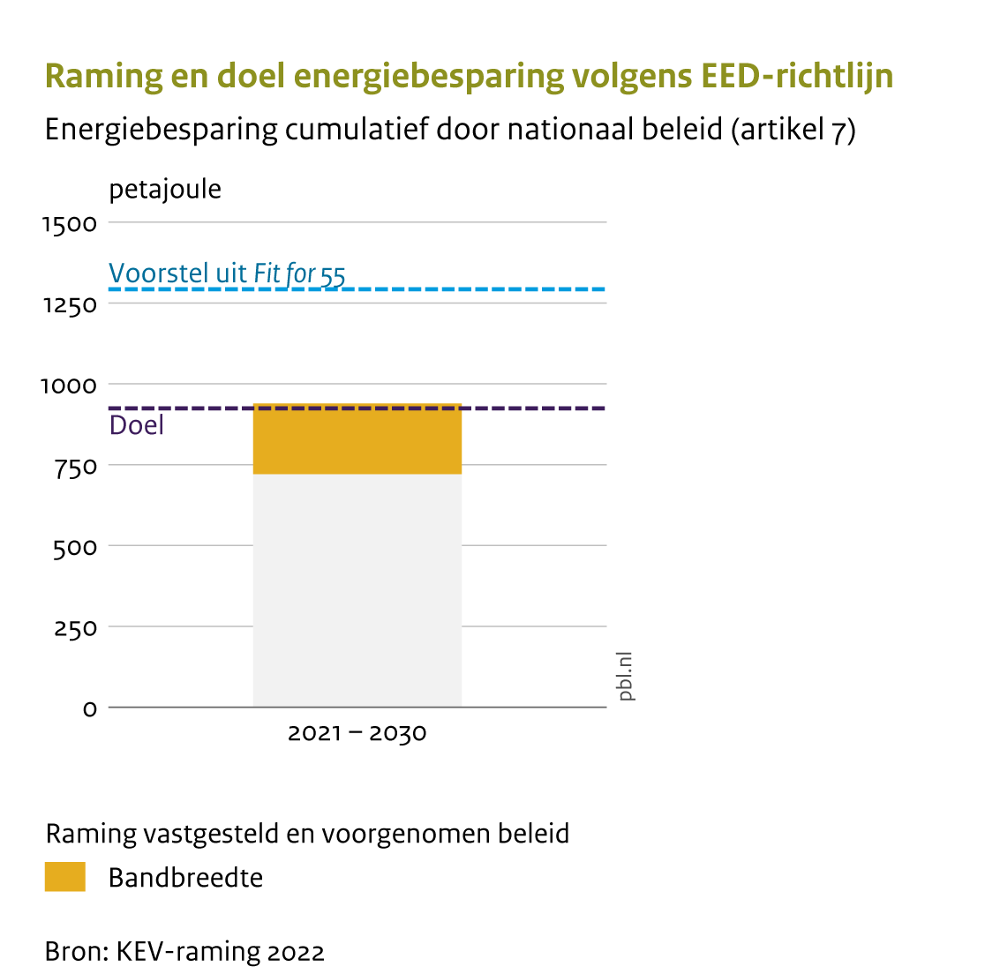 Raming en doel energiebesparing volgens EED-richtlijn
Energiebesparing cumulatief door nationaal beleid (artikel 7)
petajoule
1500
Voorstel uit Fit for 55
1250
1000
Doel
750
500
250
0
2021 – 2030
pbl.nl
Raming vastgesteld en voorgenomen beleid
Bandbreedte
Bron: KEV-raming 2022